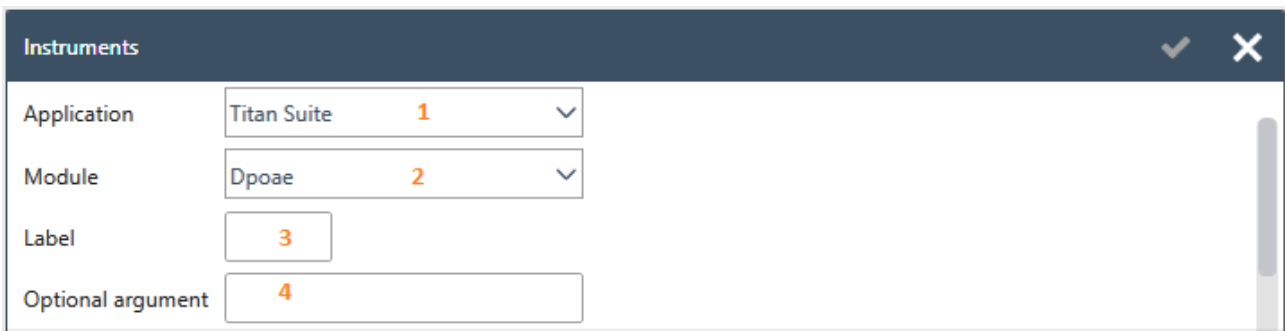 Instruments
Application Titan Suite 1
Module Dpoae 2
Label 3
Optional argument 4